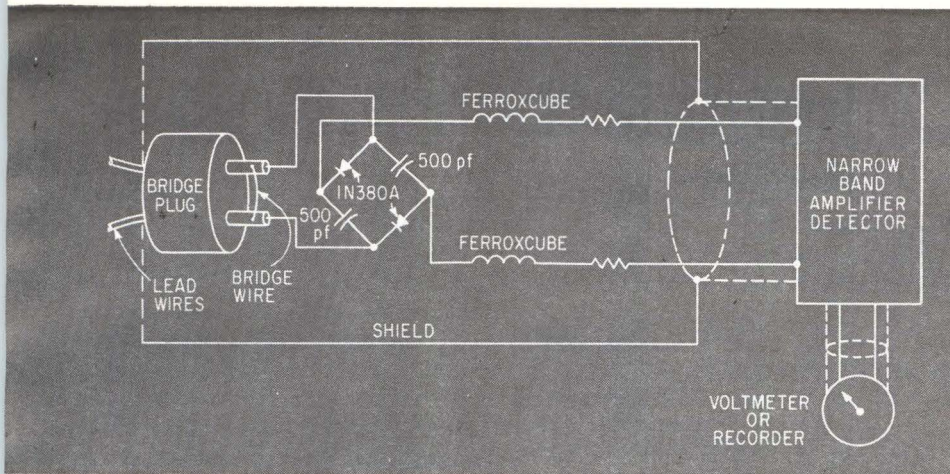 FERROXCUBE
500 pf
BRIDGE
PLUG
1N380A
500
pf
FERROXCUBE
LEAD
WIRES
BRIDGE
WIRE
SHIELD
NARROW
BAND
AMPLIFIER
DETECTOR
VOLTMETER
OR
RECORDER